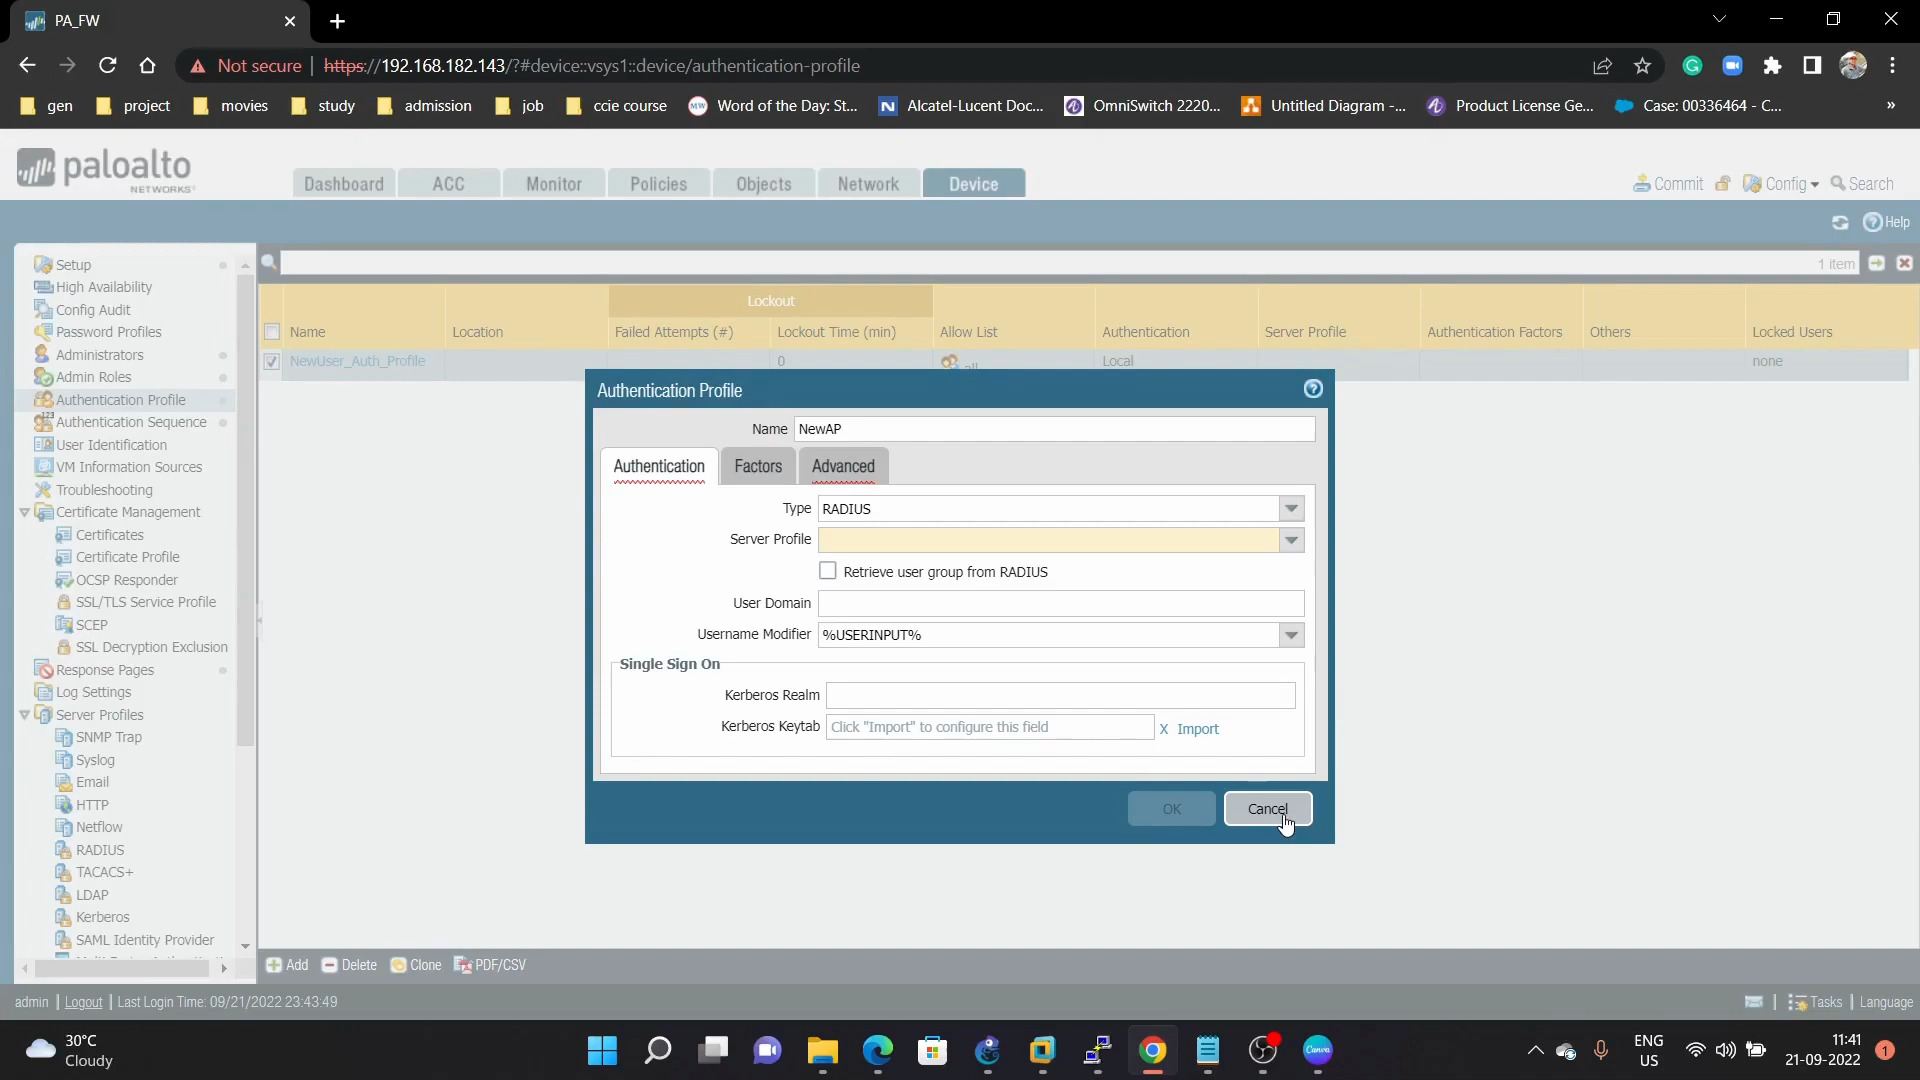 PA_FW
Not secure | https://192.168.182.143/?#device::vsys1::device/authentication-profile
gen project movies study admission job ccie course Word of the Day: St... Alcatel-Lucent Doc... OmniSwitch 2220... Untitled Diagram -... Product License Ge... Case: 00336464 - C... »
paloalto
NETWORKS
Dashboard ACC Monitor Policies Objects Network Device
Commit Config Search
Help
1 item
Setup
High Availability
Config Audit
Password Profiles
Administrators
Admin Roles
Authentication Profile
Authentication Sequence
User Identification
VM Information Sources
Troubleshooting
Certificate Management
Certificates
Certificate Profile
OCSP Responder
SSL/TLS Service Profile
SCEP
SSL Decryption Exclusion
Response Pages
Log Settings
Server Profiles
SNMP Trap
Syslog
Email
HTTP
Netflow
RADIUS
TACACS+
LDAP
Kerberos
SAML Identity Provider
Lockout
Name Location Failed Attempts (#) Lockout Time (min) Allow List Authentication Server Profile Authentication Factors Others Locked Users
NewUser_Auth_Profile 0 all Local none
Authentication Profile
Name NewAP
Authentication Factors Advanced
Type RADIUS
Server Profile
Retrieve user group from RADIUS
User Domain
Username Modifier %USERINPUT%
Single Sign On
Kerberos Realm
Kerberos Keytab Click "Import" to configure this field X Import
OK Cancel
Add Delete Clone PDF/CSV
admin | Logout | Last Login Time: 09/21/2022 23:43:49
Tasks | Language
30°C
Cloudy
Canva
ENG
US
11:41
21-09-2022
1